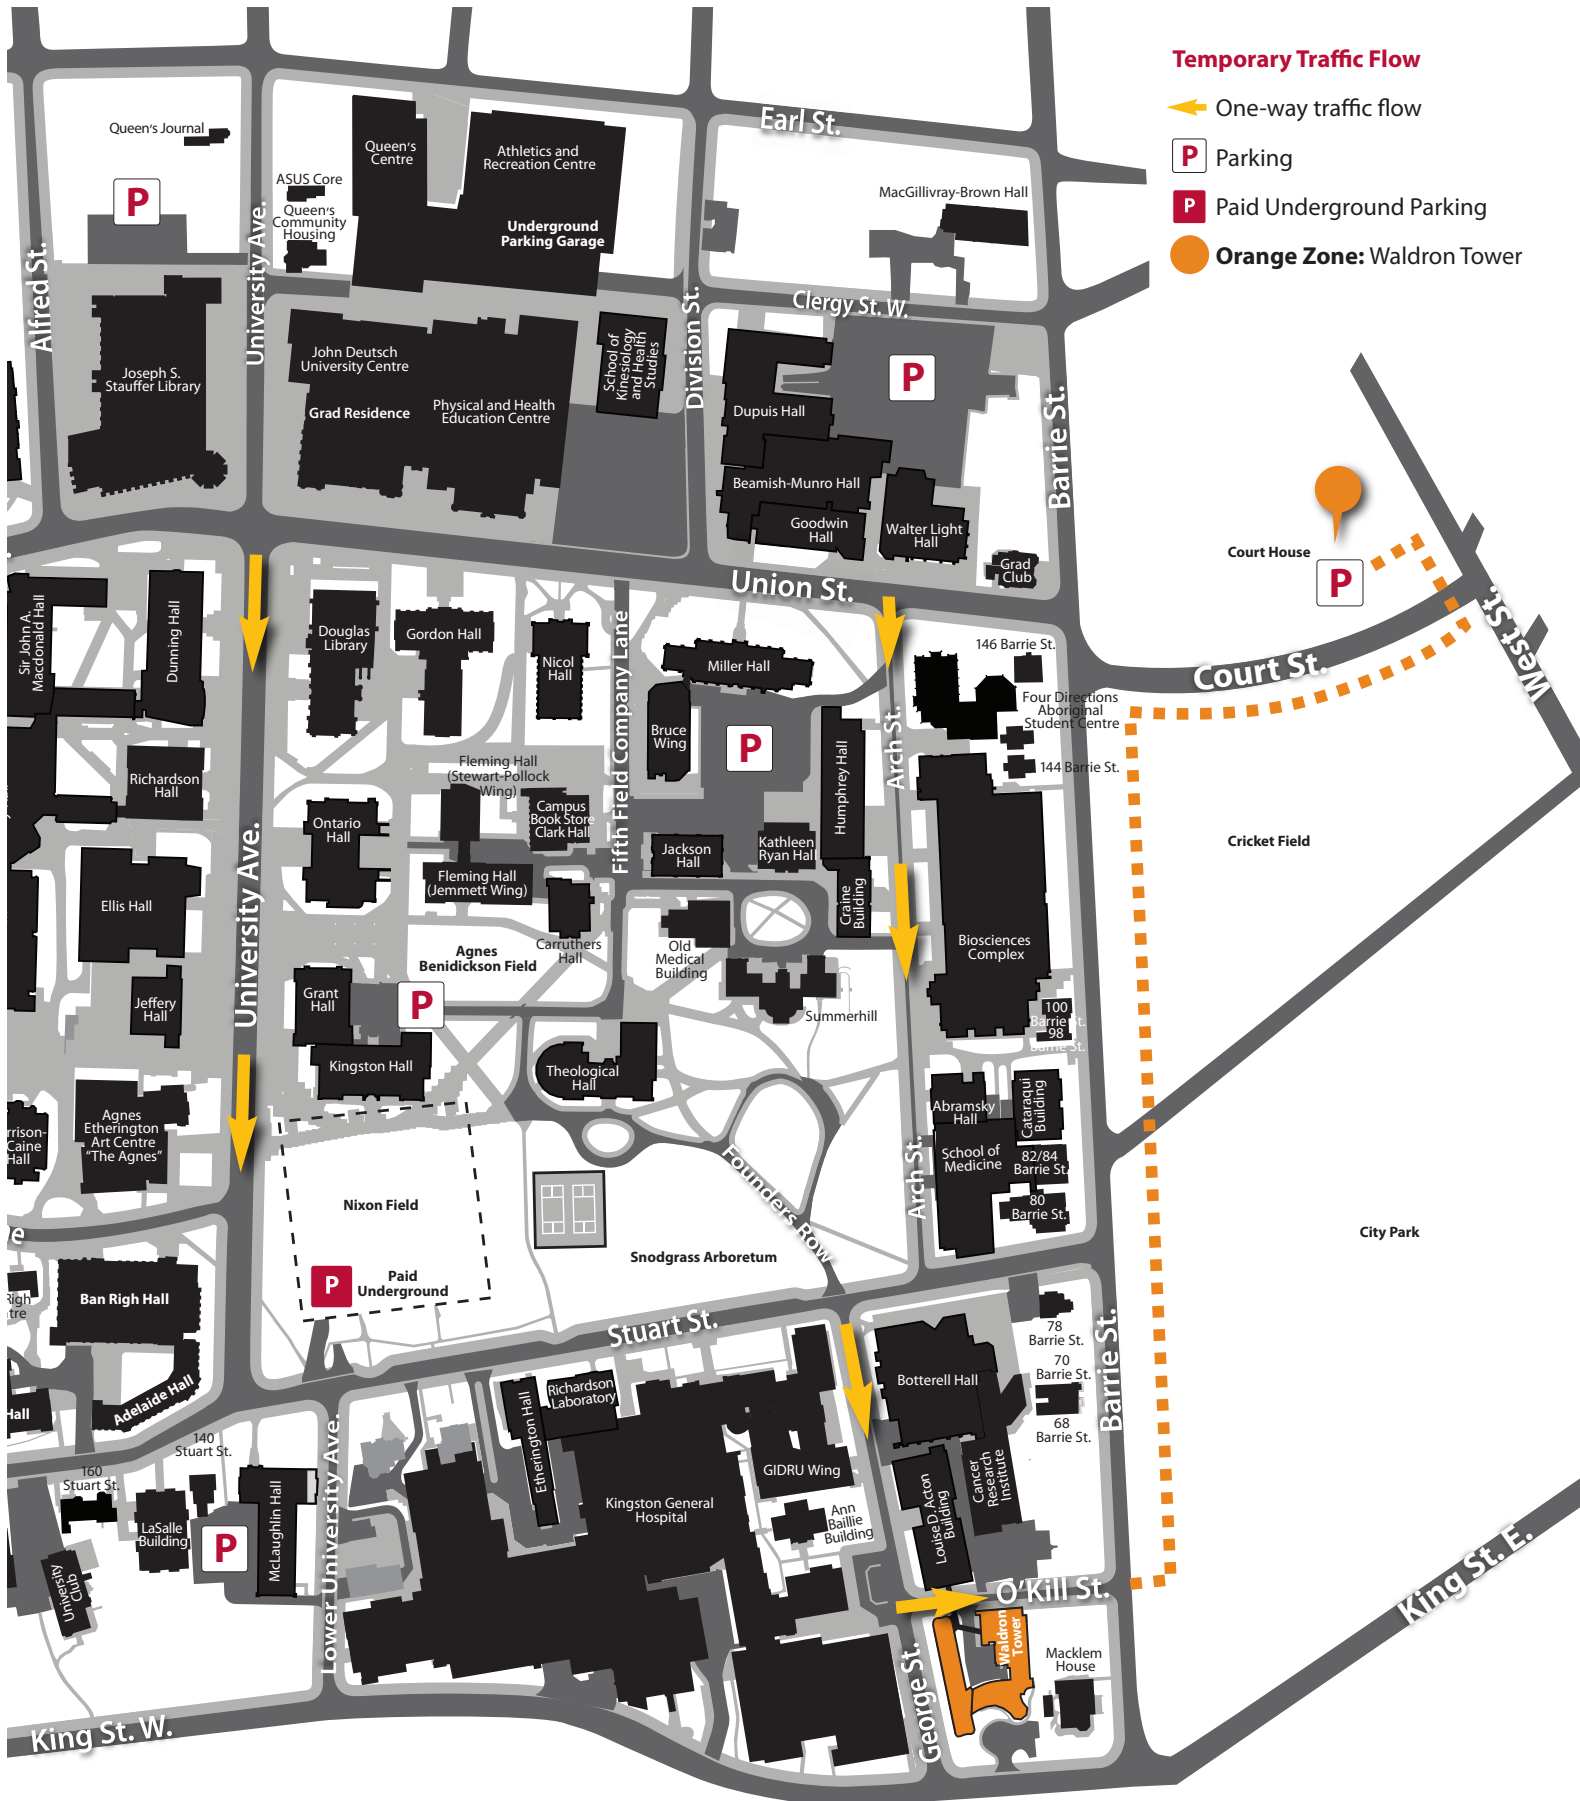 Temporary Traffic Flow
One-way traffic flow
P Parking
P Paid Underground Parking
Orange Zone: Waldron Tower
Earl St.
Queen's Journal
P
Queen's
Centre
Athletics and
Recreation Centre
Underground
Parking Garage
ASUS Core
Queen's
Community
Housing
MacGillivray-Brown Hall
Alfred St.
University Ave.
Division St.
Clergy St. W.
Joseph S.
Stauffer Library
John Deutsch
University Centre
Grad Residence
Physical and Health
Education Centre
School of
Kinesiology
and Health
Studies
P
Dupuis Hall
Beamish-Munro Hall
Goodwin
Hall
Walter Light
Hall
Grad
Club
Barrie St.
Court House
P
Union St.
Court St.
West St.
Sir John A.
Macdonald Hall
Dunning Hall
Douglas
Library
Gordon Hall
Nicol
Hall
Fifth Field Company Lane
Miller Hall
Bruce
Wing
P
Humphrey Hall
Arch St.
146 Barrie St.
Four Directions
Aboriginal
Student Centre
144 Barrie St.
Richardson
Hall
Fleming Hall
(Stewart-Pollock
Wing)
Campus
Book Store
Clark Hall
Ontario
Hall
Fleming Hall
(Jemmett Wing)
Jackson
Hall
Kathleen
Ryan Hall
Craine
Building
Cricket Field
University Ave.
Ellis Hall
Carruthers
Hall
Agnes
Benidickson Field
Old
Medical
Building
Biosciences
Complex
Jeffery
Hall
Grant
Hall
P
Summerhill
100
Barrie St.
98
Barrie St.
Kingston Hall
Theological
Hall
Abramsky
Hall
Cataraqui
Building
rrison-
Caine
Hall
Agnes
Etherington
Art Centre
“The Agnes”
School of
Medicine
82/84
Barrie St.
80
Barrie St.
Arch St.
Founders Row
Nixon Field
Snodgrass Arboretum
City Park
e
P
Paid
Underground
Righ
tre
Ban Righ Hall
Stuart St.
78
Barrie St.
70
Barrie St.
68
Barrie St.
Barrie St.
Botterell Hall
Hall
Adelaide Hall
Richardson
Laboratory
Etherington Hall
140
Stuart St.
160
Stuart St.
Lower University Ave.
McLaughlin Hall
LaSalle
Building
P
University
Club
Kingston General
Hospital
GIDRU Wing
Ann
Baillie
Building
Louise D. Acton
Building
Cancer
Research
Institute
O'Kill St.
Waldron
Tower
Macklem
House
George St.
King St. E.
King St. W.